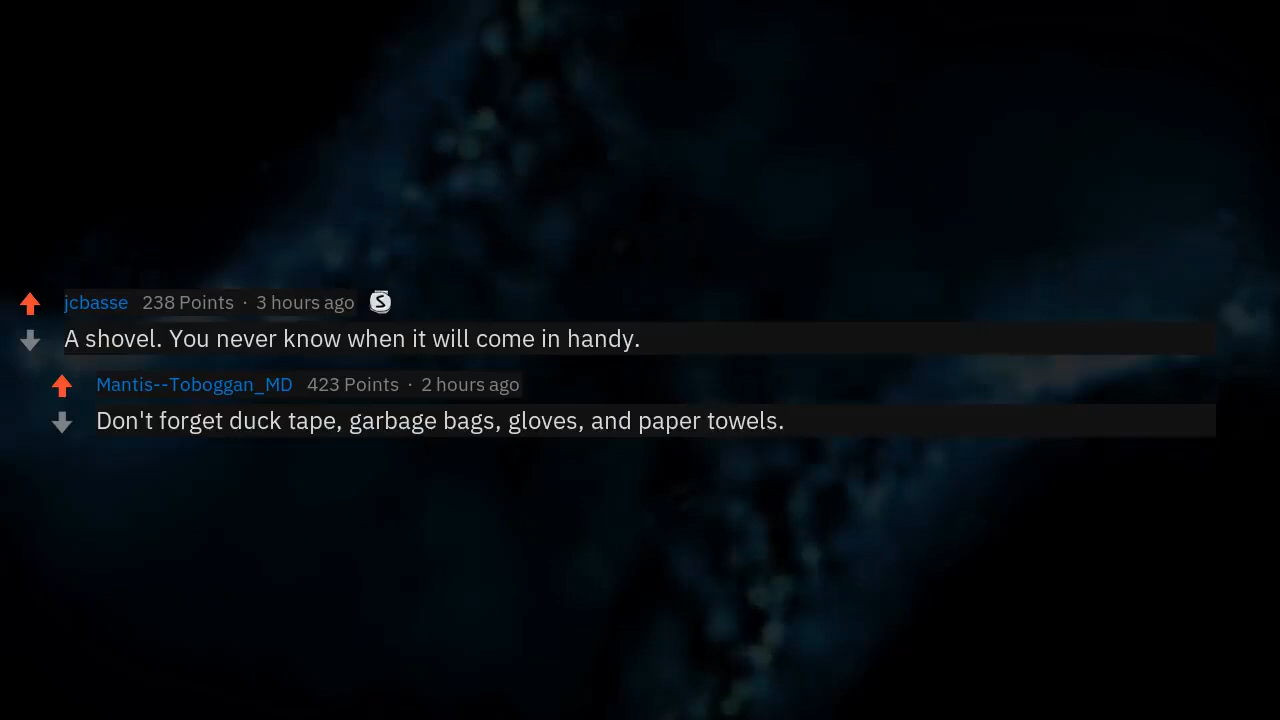 jcbasse 238 Points · 3 hours ago S
A shovel. You never know when it will come in handy.
Mantis--Toboggan_MD 423 Points · 2 hours ago
Don't forget duck tape, garbage bags, gloves, and paper towels.